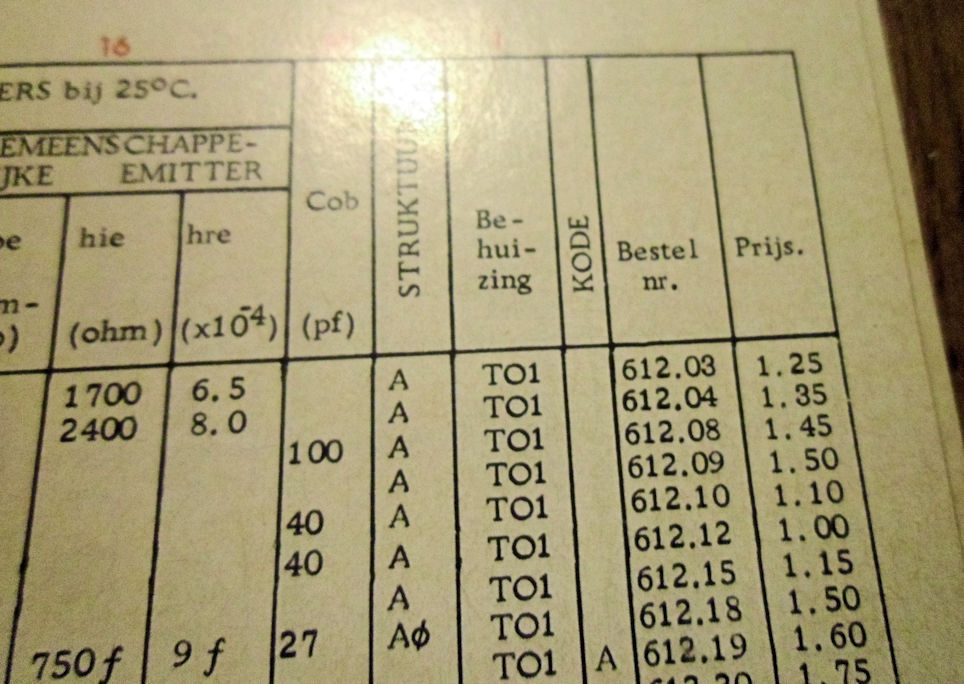 16
ERS bij 25°C.
EMEENSCHAPPE-
JKE EMITTER
hie hre Cob STRUKTUUR Be- KODE Bestel Prijs.
hui- nr.
zing
(ohm) (x10⁻⁴) (pf)
1700 6.5 A TO1 612.03 1.25
2400 8.0 A TO1 612.04 1.35
100 A TO1 612.08 1.45
A TO1 612.09 1.50
40 A TO1 612.10 1.10
40 A TO1 612.12 1.00
A TO1 612.15 1.15
27 Aϕ TO1 612.18 1.50
750f 9f TO1 A 612.19 1.60
1.75